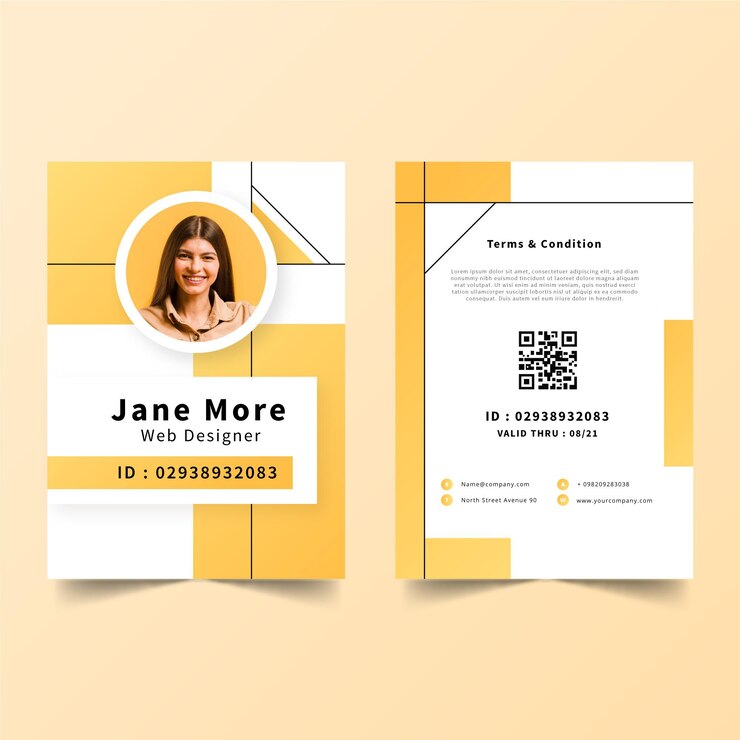 Jane More
Web Designer
ID : 02938932083
Terms & Condition
Lorem ipsum dolor sit amet, consectetuer adipiscing elit,
sed diam nonummy nibh euismod tincidunt ut laoreet
dolore magna aliquam erat volutpat. Ut wisi enim ad
minim veniam, quis nostrud exerci tation ullamcorper
suscipit lobortis nisl ut aliquip ex ea commodo
consequat. Duis autem vel eum iriure dolor in hendrerit.
ID : 02938932083
VALID THRU : 08/21
Name@company.com
+ 098209283038
North Street Avenue 90
W www.yourcompany.com